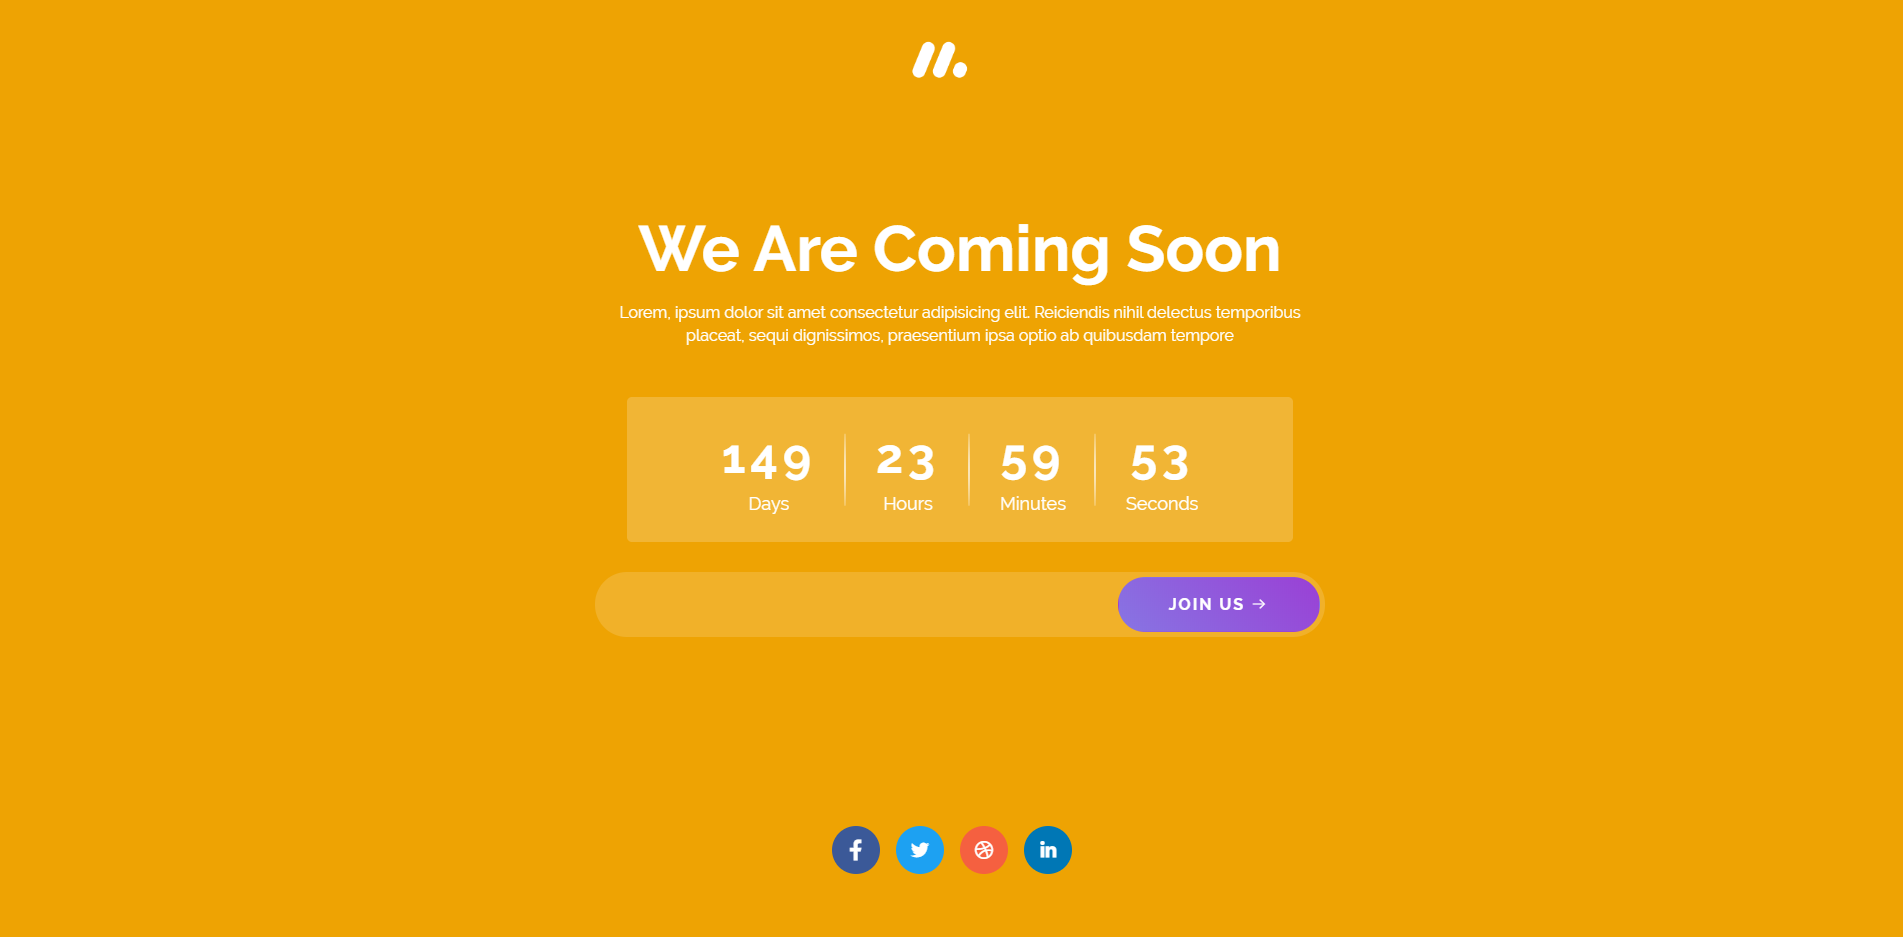 We Are Coming Soon
Lorem, ipsum dolor sit amet consectetur adipisicing elit. Reiciendis nihil delectus temporibus
placeat, sequi dignissimos, praesentium ipsa optio ab quibusdam tempore
149 23 59 53
Days Hours Minutes Seconds
JOIN US →